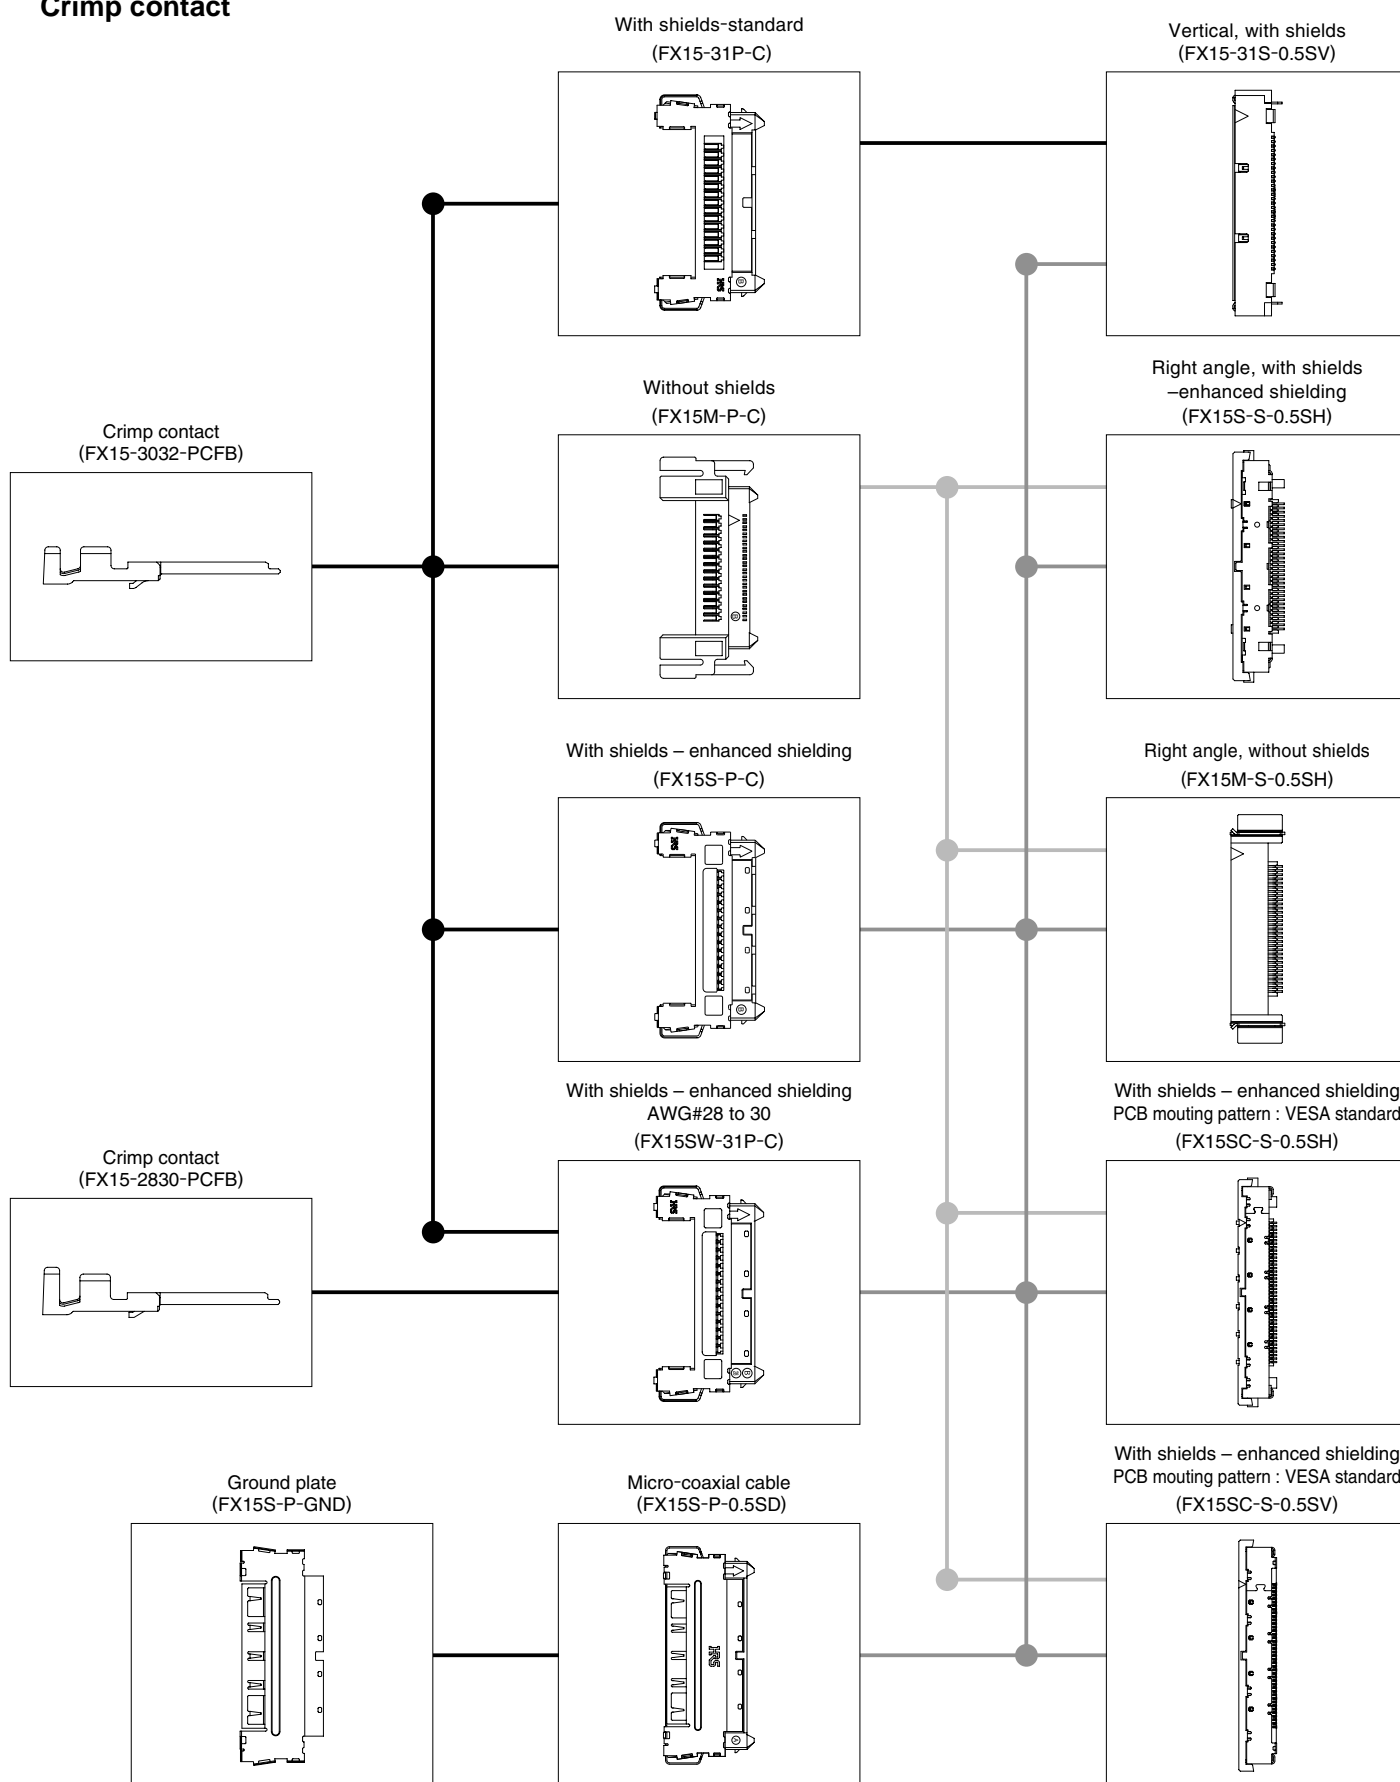 Crimp contact
With shields-standard
(FX15-31P-C)
Vertical, with shields
(FX15-31S-0.5SV)
Without shields
(FX15M-P-C)
Right angle, with shields
–enhanced shielding
(FX15S-S-0.5SH)
Crimp contact
(FX15-3032-PCFB)
With shields – enhanced shielding
(FX15S-P-C)
Right angle, without shields
(FX15M-S-0.5SH)
With shields – enhanced shielding
AWG#28 to 30
(FX15SW-31P-C)
With shields – enhanced shielding
PCB mouting pattern : VESA standard
(FX15SC-S-0.5SH)
Crimp contact
(FX15-2830-PCFB)
Ground plate
(FX15S-P-GND)
Micro-coaxial cable
(FX15S-P-0.5SD)
With shields – enhanced shielding
PCB mouting pattern : VESA standard
(FX15SC-S-0.5SV)
HRS
HRS
HRS
HRS